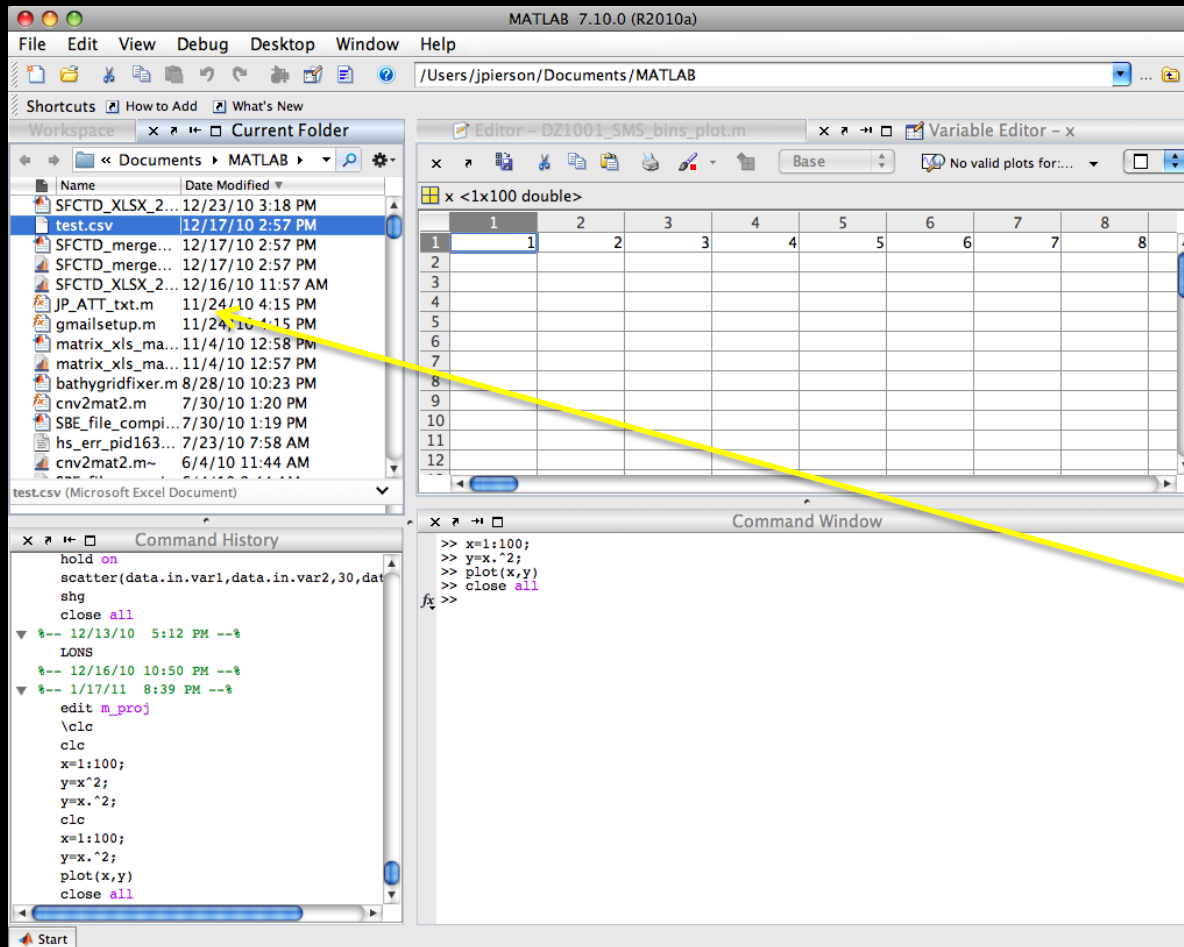 MATLAB 7.10.0 (R2010a)
File Edit View Debug Desktop Window Help
/Users/jpierson/Documents/MATLAB
...
Shortcuts How to Add What's New
Workspace Current Folder
« Documents MATLAB
Name Date Modified
SFCTD_XLSX_2... 12/23/10 3:18 PM
test.csv 12/17/10 2:57 PM
SFCTD_merge... 12/17/10 2:57 PM
SFCTD_merge... 12/17/10 2:57 PM
SFCTD_XLSX_2... 12/16/10 11:57 AM
JP_ATT_txt.m 11/24/10 4:15 PM
gmailsetup.m 11/24/10 4:15 PM
matrix_xls_ma... 11/4/10 12:58 PM
matrix_xls_ma... 11/4/10 12:57 PM
bathygridfixer.m 8/28/10 10:23 PM
cnv2mat2.m 7/30/10 1:20 PM
SBE_file_compi... 7/30/10 1:19 PM
hs_err_pid163... 7/23/10 7:58 AM
cnv2mat2.m~ 6/4/10 11:44 AM
test.csv (Microsoft Excel Document)
Editor - DZ1001_SMS_bins_plot.m Variable Editor - x
Base No valid plots for:...
x <1x100 double>
1 2 3 4 5 6 7 8
1 1 2 3 4 5 6 7 8
2
3
4
5
6
7
8
9
10
11
12
Command History
hold on
scatter(data.in.var1,data.in.var2,30,dat
shg
close all
%-- 12/13/10 5:12 PM --%
LONS
%-- 12/16/10 10:50 PM --%
%-- 1/17/11 8:39 PM --%
edit m_proj
\clc
clc
x=1:100;
y=x^2;
y=x.^2;
clc
x=1:100;
y=x.^2;
plot(x,y)
close all
Command Window
>> x=1:100;
>> y=x.^2;
>> plot(x,y)
>> close all
fx >>
Start